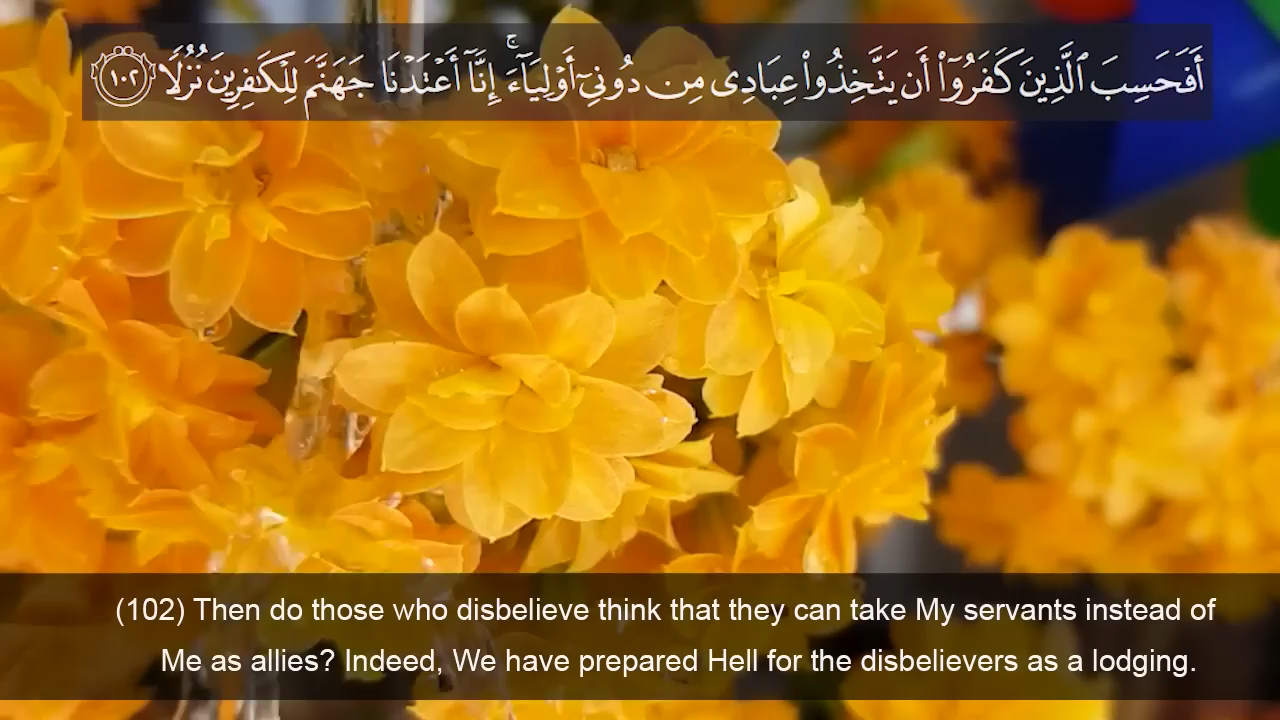 أَفَحَسِبَ ٱلَّذِينَ كَفَرُوٓا۟ أَن يَتَّخِذُوا۟ عِبَادِى مِن دُونِىٓ أَوْلِيَآءَ ۚ إِنَّآ أَعْتَدْنَا جَهَنَّمَ لِلْكَـٰفِرِينَ نُزُلًا ١٠٢
(102) Then do those who disbelieve think that they can take My servants instead of
Me as allies? Indeed, We have prepared Hell for the disbelievers as a lodging.